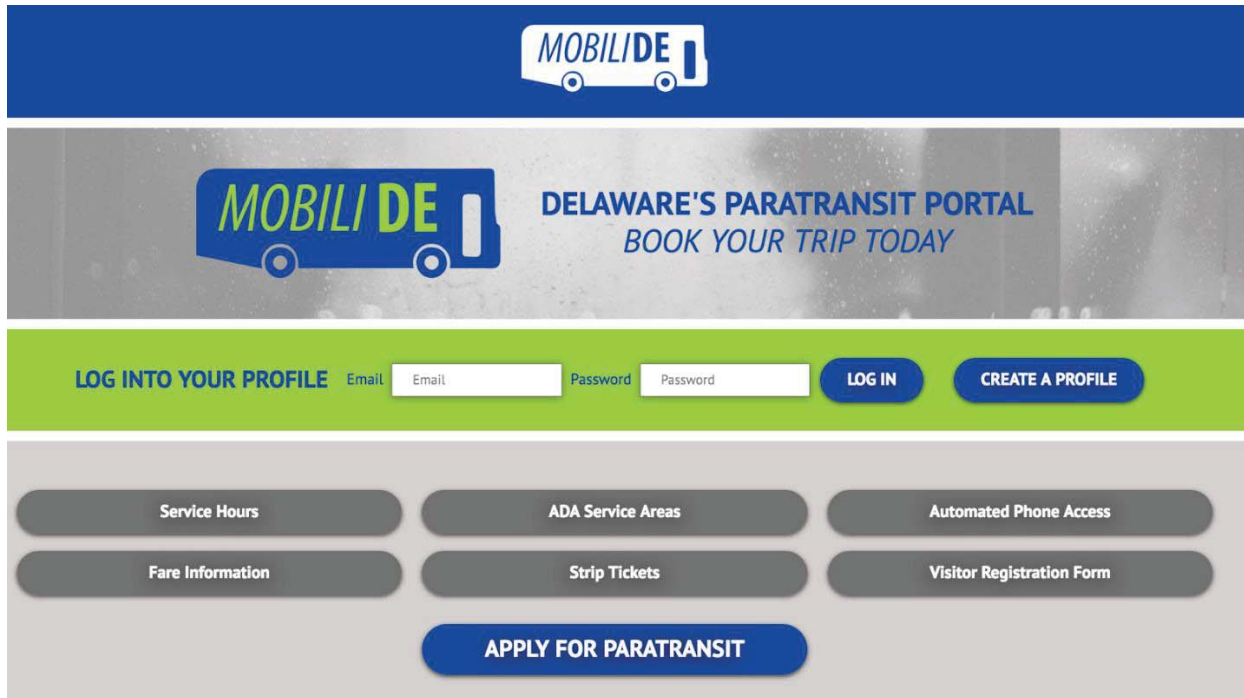 MOBILIDE
MOBILIDE
DELAWARE'S PARATRANSIT PORTAL
BOOK YOUR TRIP TODAY
LOG INTO YOUR PROFILE Email Email Password Password LOG IN CREATE A PROFILE
Service Hours ADA Service Areas Automated Phone Access
Fare Information Strip Tickets Visitor Registration Form
APPLY FOR PARATRANSIT